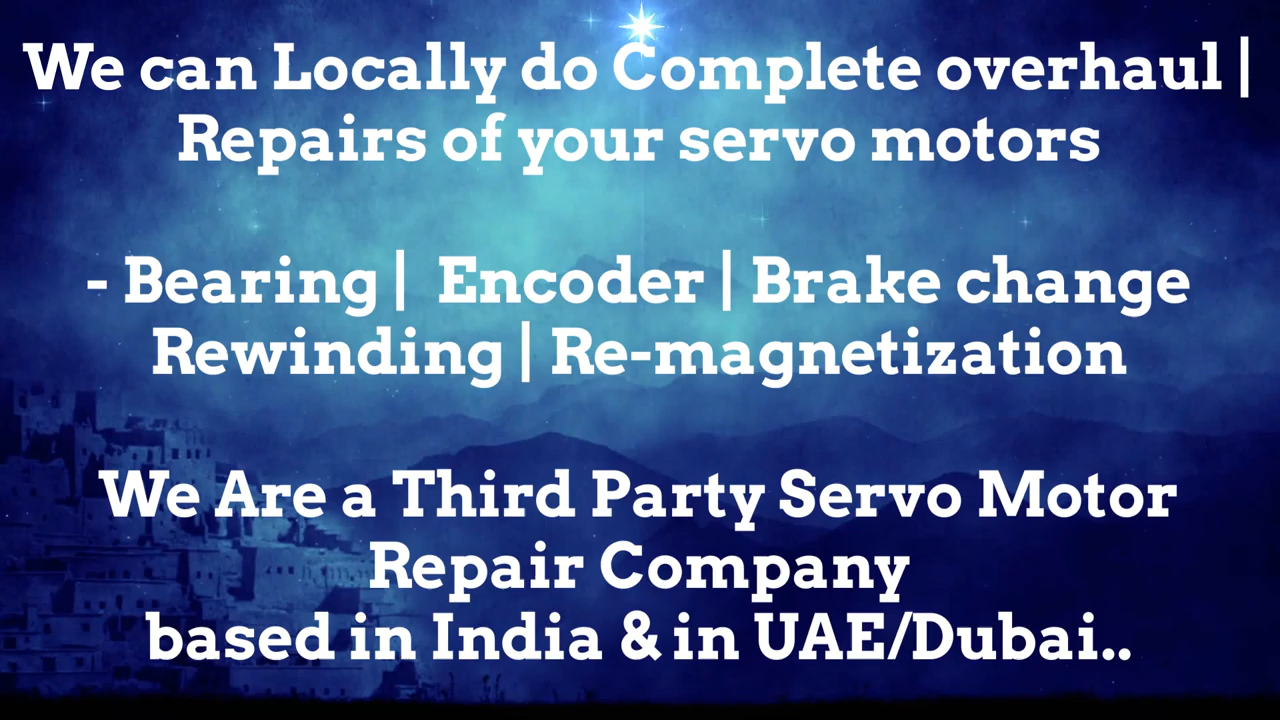 We can Locally do Complete overhaul |
Repairs of your servo motors
- Bearing | Encoder | Brake change
Rewinding | Re-magnetization
We Are a Third Party Servo Motor
Repair Company
based in India & in UAE/Dubai..